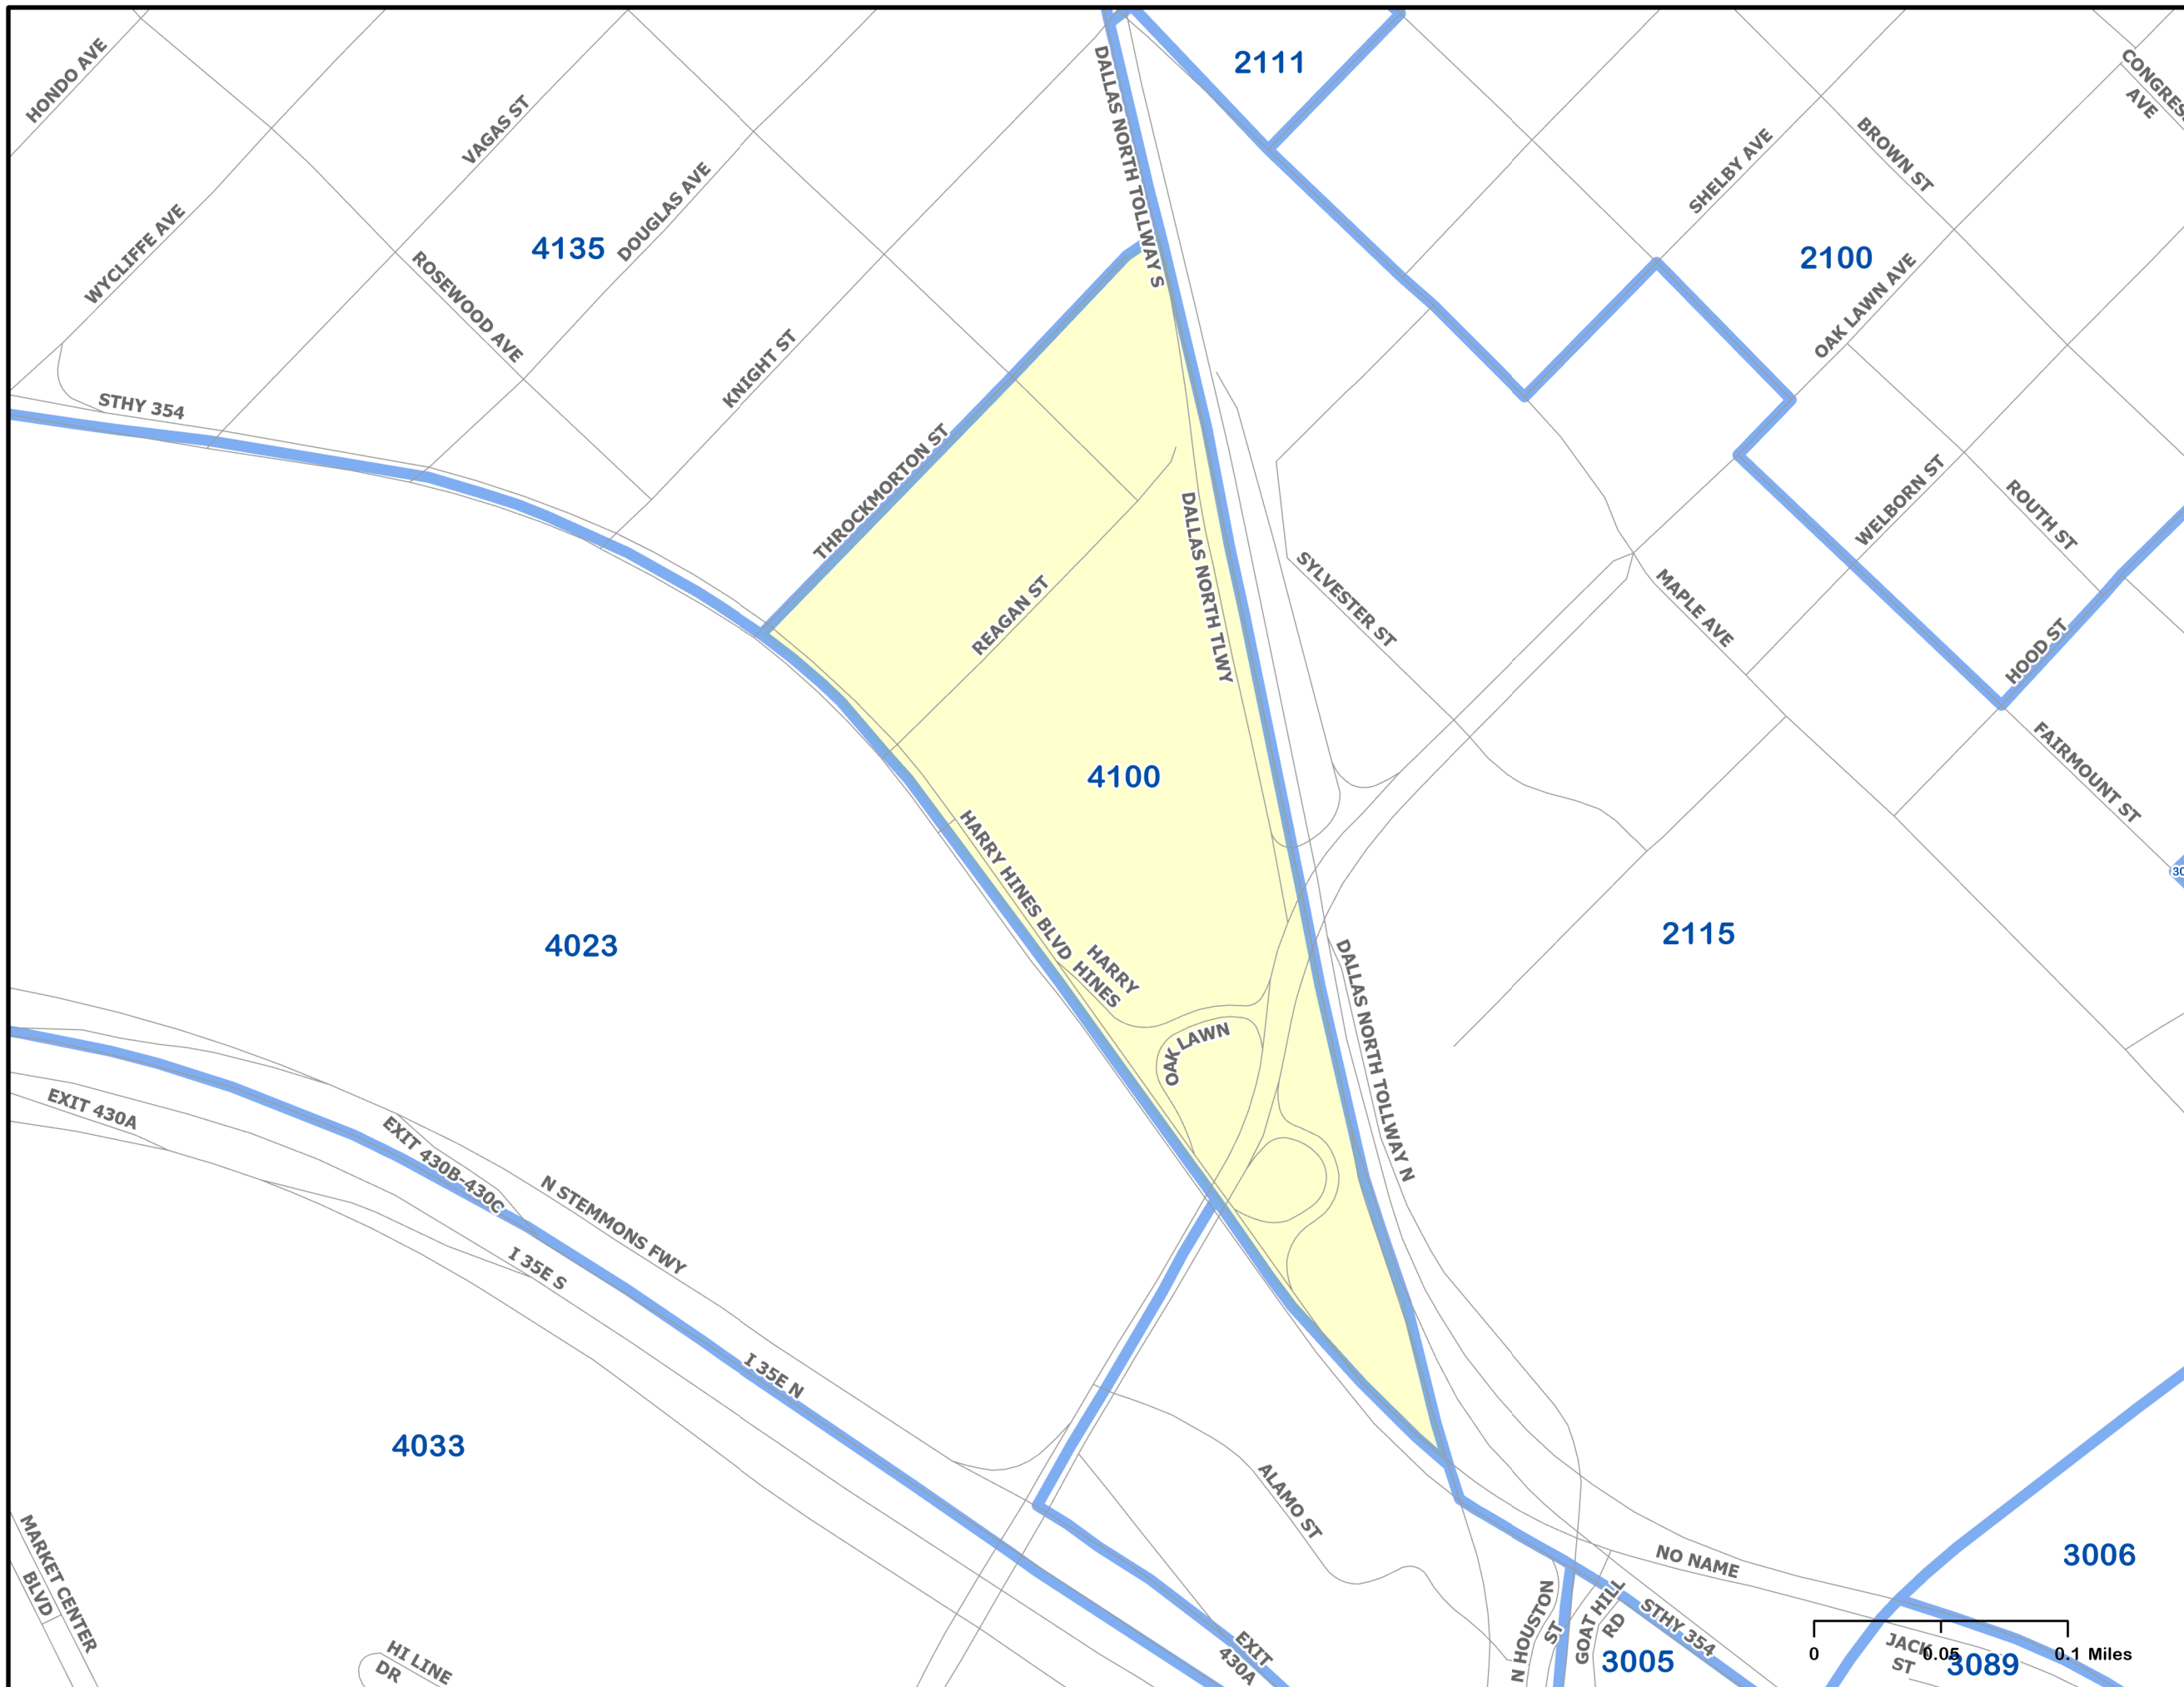 HONDO AVE
DALLAS NORTH TOLLWAY S
2111
CONGRES
AVE
VAGAS ST
BROWN ST
SHELBY AVE
DOUGLAS AVE
WYCLIFFE AVE
4135
2100
ROSEWOOD AVE
OAK LAWN AVE
KNIGHT ST
STHY 354
THROCKMORTON ST
WELBORN ST
ROUTH ST
DALLAS NORTH TLWY
SYLVESTER ST
REAGAN ST
MAPLE AVE
HOOD ST
4100
FAIRMOUNT ST
HARRY HINES BLVD
30
2115
4023
HARRY
HINES
DALLAS NORTH TOLLWAY N
OAK LAWN
EXIT 430A
EXIT 430B-430C
N STEMMONS FWY
I 35E S
I 35E N
4033
ALAMO ST
MARKET CENTER
BLVD
NO NAME
3006
N HOUSTON
ST
GOAT HILL
RD
STHY 354
HI LINE
DR
EXIT
430A
3005
JACK
ST
3089
0
0.05
0.1 Miles